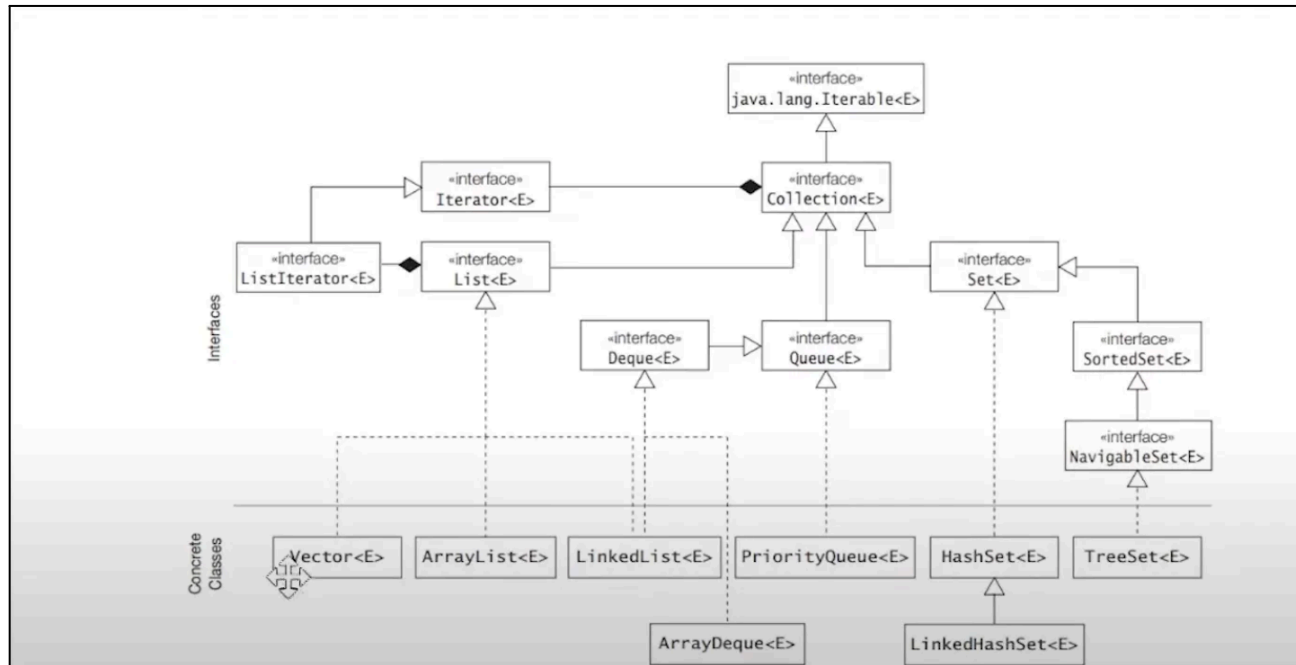 «interface»
java.lang.Iterable<E>
«interface»
Iterator<E>
«interface»
Collection<E>
«interface»
ListIterator<E>
«interface»
List<E>
«interface»
Set<E>
Interfaces
«interface»
Deque<E>
«interface»
Queue<E>
«interface»
SortedSet<E>
«interface»
NavigableSet<E>
Concrete
Classes
Vector<E>
ArrayList<E>
LinkedList<E>
PriorityQueue<E>
HashSet<E>
TreeSet<E>
ArrayDeque<E>
LinkedHashSet<E>